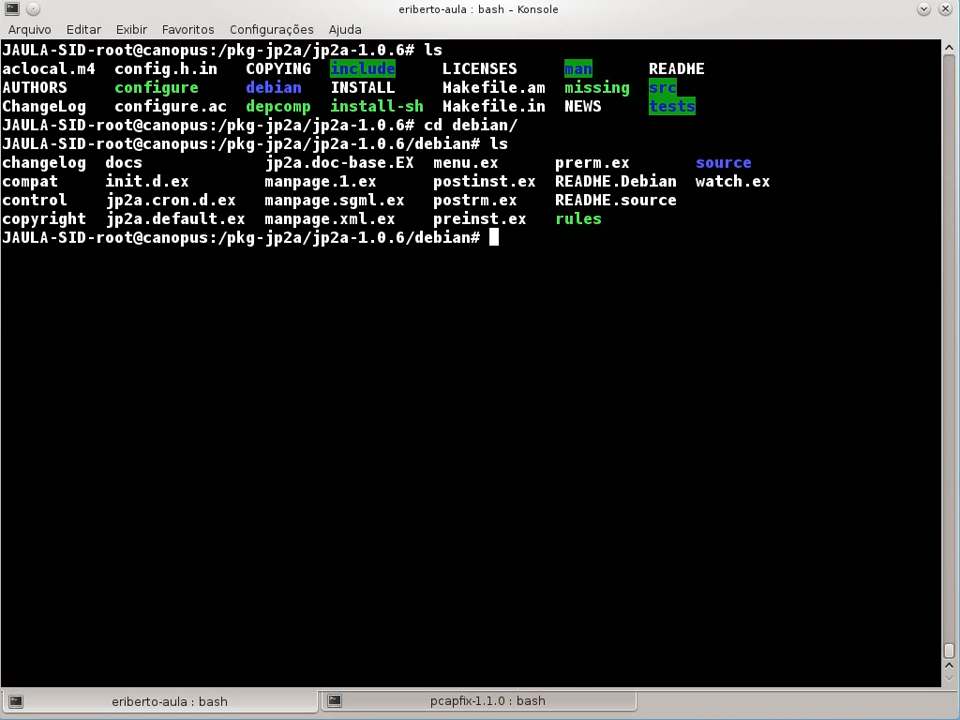 eriberto-aula : bash – Konsole
Arquivo Editar Exibir Favoritos Configurações Ajuda
JAULA-SID-root@canopus:/pkg-jp2a/jp2a-1.0.6# ls
aclocal.m4 config.h.in COPYING include LICENSES man README
AUTHORS configure debian INSTALL Makefile.am missing src
ChangeLog configure.ac depcomp install-sh Makefile.in NEWS tests
JAULA-SID-root@canopus:/pkg-jp2a/jp2a-1.0.6# cd debian/
JAULA-SID-root@canopus:/pkg-jp2a/jp2a-1.0.6/debian# ls
changelog docs jp2a.doc-base.EX menu.ex prerm.ex source
compat init.d.ex manpage.1.ex postinst.ex README.Debian watch.ex
control jp2a.cron.d.ex manpage.sgml.ex postrm.ex README.source
copyright jp2a.default.ex manpage.xml.ex preinst.ex rules
JAULA-SID-root@canopus:/pkg-jp2a/jp2a-1.0.6/debian#
eriberto-aula : bash pcapfix-1.1.0 : bash